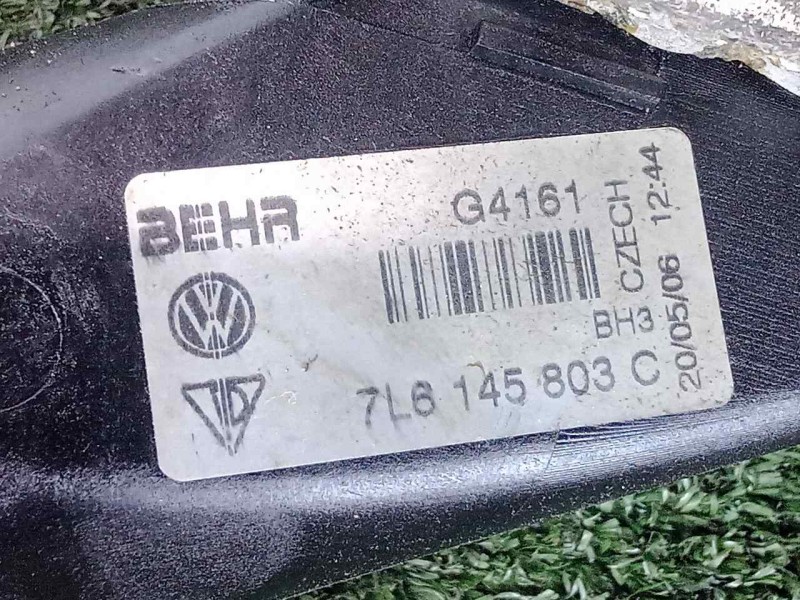 BEHR
G4161
BH3
7L6 145 803 C
CZECH
20/05/06 12:44